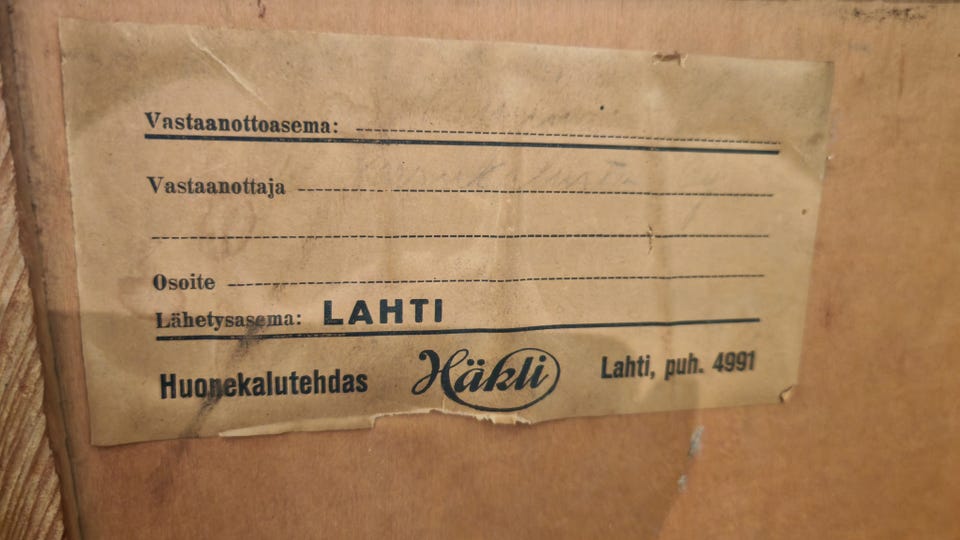 Vastaanottoasema:
Vastaanottaja
Osoite
Lähetysasema: LAHTI
Huonekalutehdas Häkli Lahti, puh. 4991